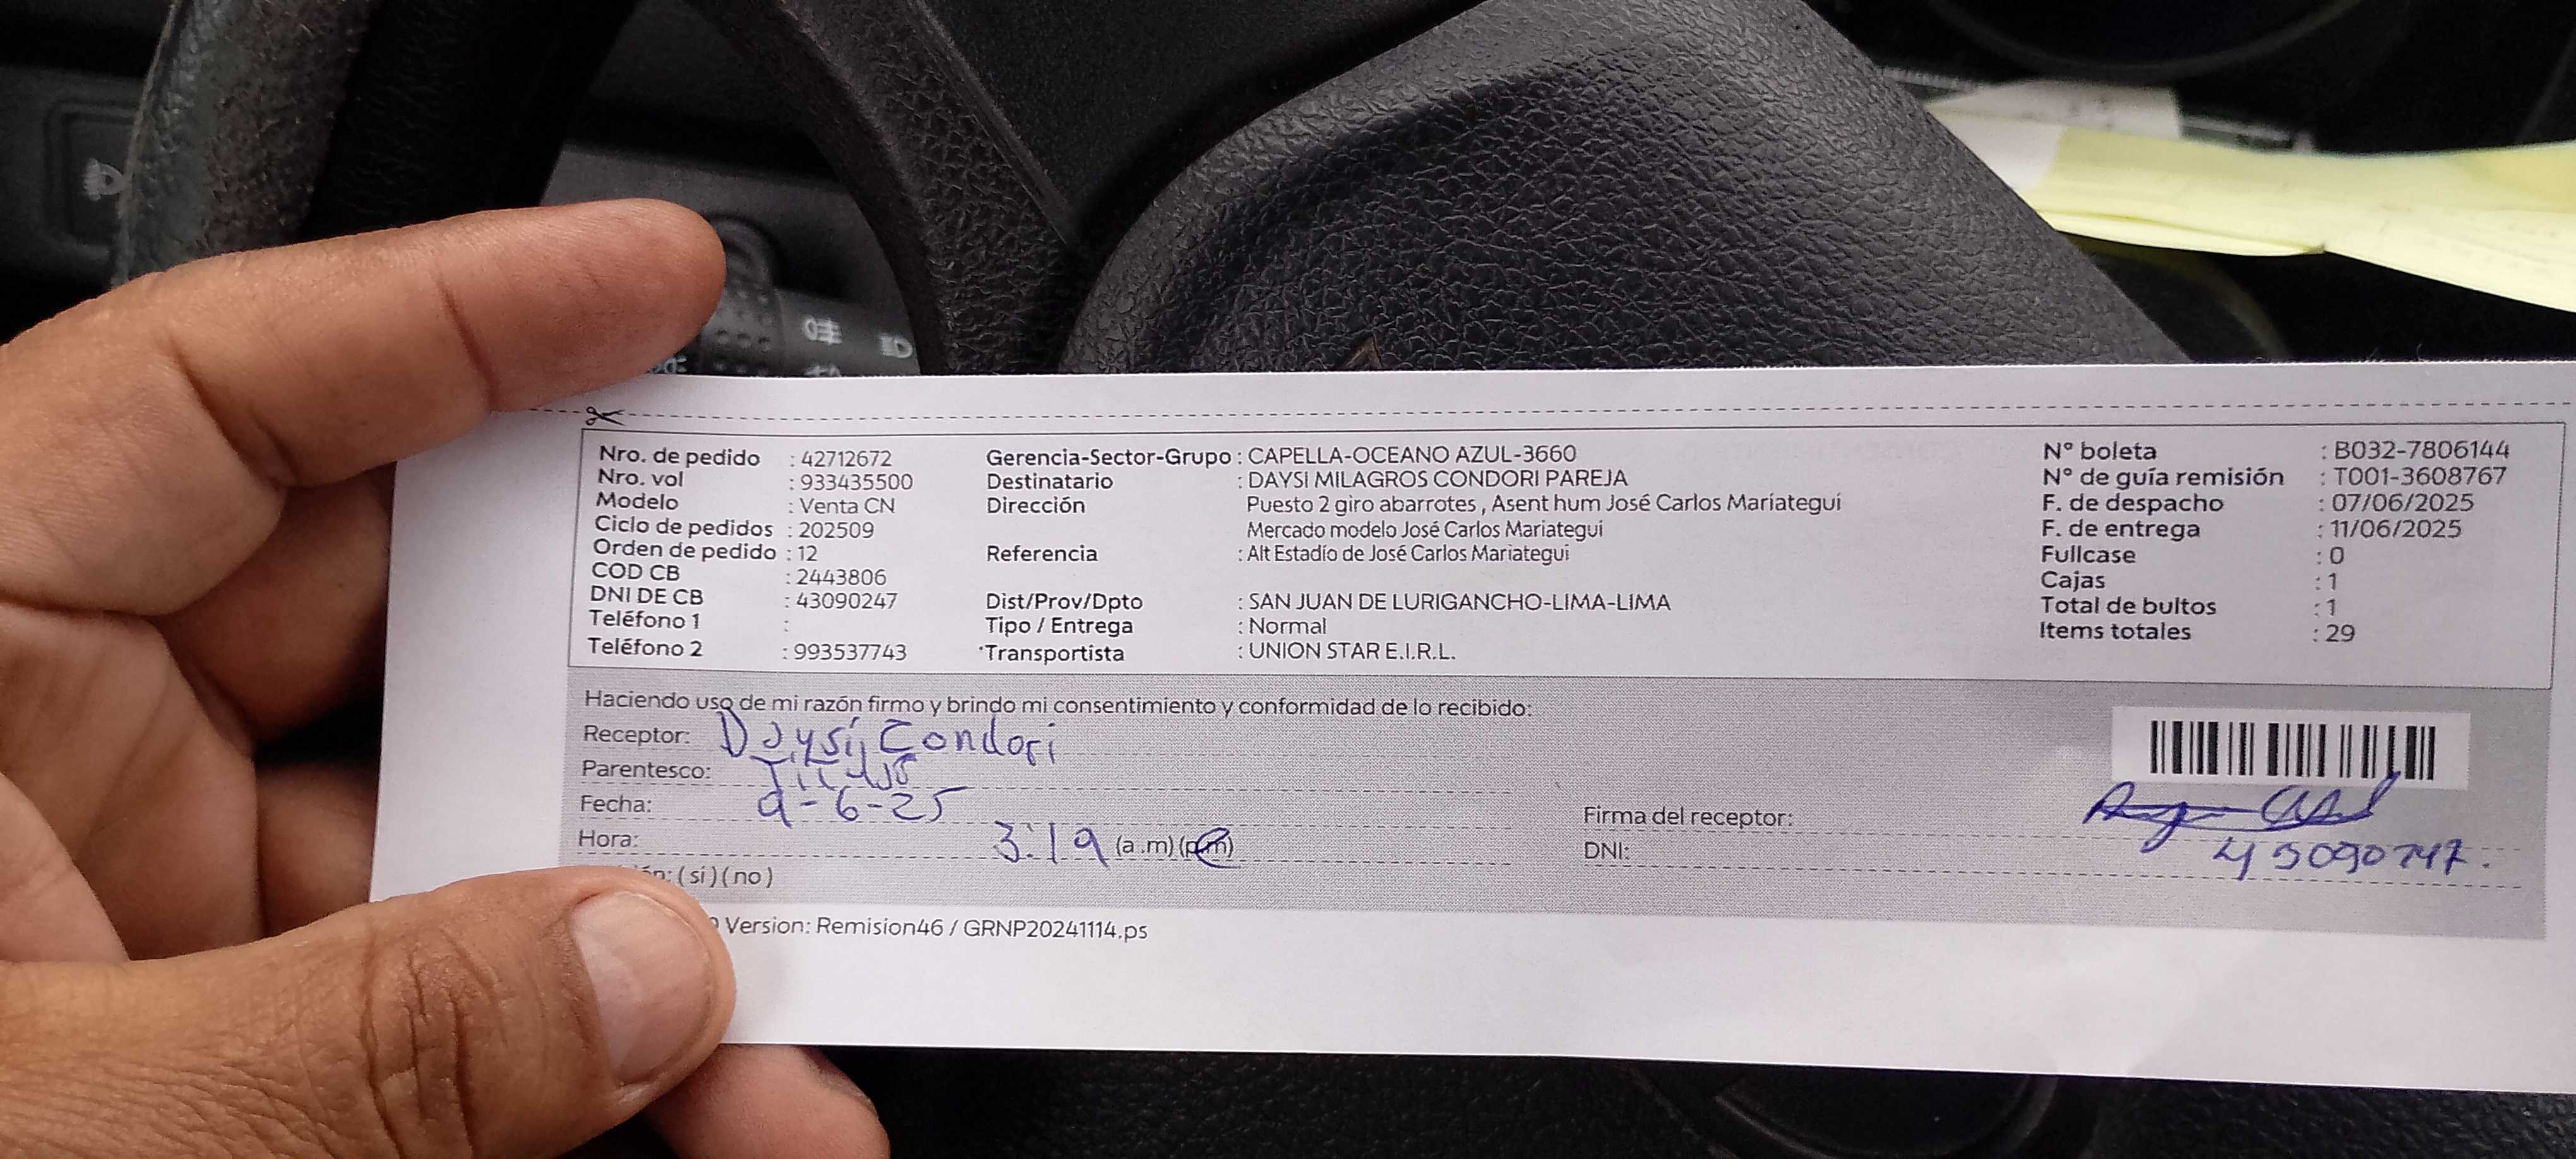 Nro. de pedido : 42712672
Nro. vol : 933435500
Modelo : Venta CN
Ciclo de pedidos : 202509
Orden de pedido : 12
COD CB : 2443806
DNI DE CB : 43090247
Teléfono 1 :
Teléfono 2 : 993537743
Gerencia-Sector-Grupo : CAPELLA-OCEANO AZUL-3660
Destinatario : DAYSI MILAGROS CONDORI PAREJA
Dirección Puesto 2 giro abarrotes , Asent hum José Carlos Maríategui
Mercado modelo José Carlos Mariategui
Referencia : Alt Estadío de José Carlos Mariategui
Dist/Prov/Dpto : SAN JUAN DE LURIGANCHO-LIMA-LIMA
Tipo / Entrega : Normal
Transportista : UNION STAR E.I.R.L.
N° boleta : B032-7806144
N° de guía remisión : T001-3608767
F. de despacho : 07/06/2025
F. de entrega : 11/06/2025
Fullcase : 0
Cajas : 1
Total de bultos : 1
Items totales : 29
Haciendo uso de mi razón firmo y brindo mi consentimiento y conformidad de lo recibido:
Receptor: Daysi Condori
Parentesco:
Fecha: 9-6-25
Hora: 3:19 (a.m) (p.m)
(si) (no)
Firma del receptor:
DNI:
Version: Remision46 / GRNP20241114.ps